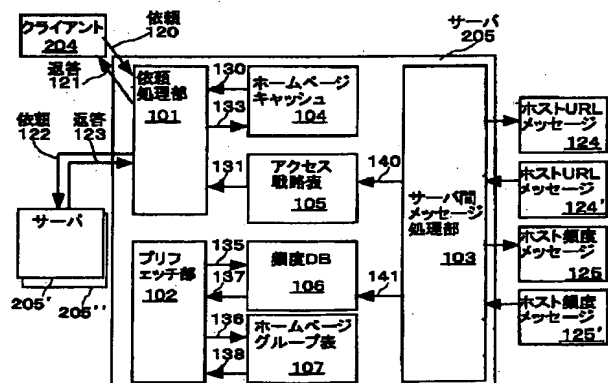 クライアント
204
依頼
120
返答
121
サーバ
205
依頼
処理部
101
130
133
ホームページ
キャッシュ
104
依頼
122
返答
123
131
アクセス
戦略表
105
140
サーバ間
メッセージ
処理部
103
ホストURL
メッセージ
124
ホストURL
メッセージ
124'
サーバ
205'
205''
プリフ
ェッチ部
102
135
137
頻度DB
106
141
ホスト頻度
メッセージ
125
136
138
ホームページ
グループ表
107
ホスト頻度
メッセージ
125'